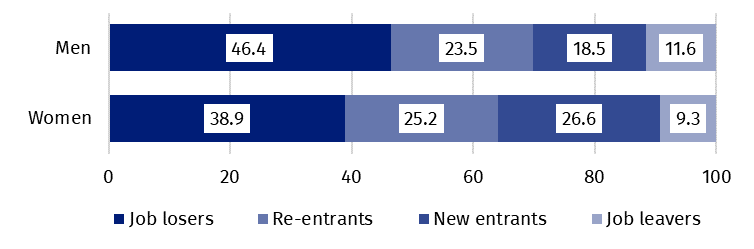 Men 46.4 23.5 18.5 11.6
Women 38.9 25.2 26.6 9.3
0 20 40 60 80 100
Job losers Re-entrants New entrants Job leavers